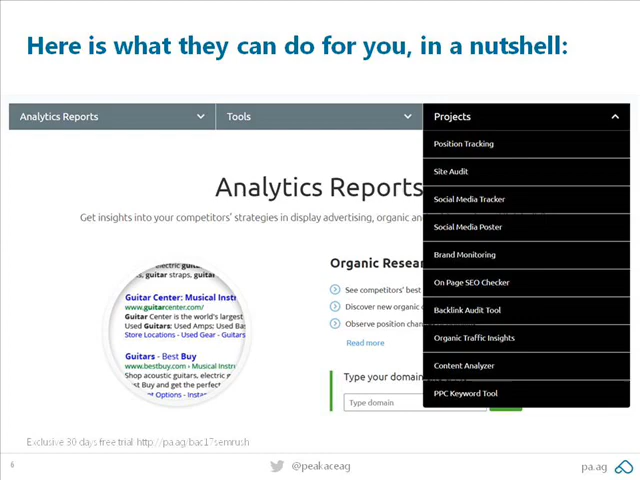 Here is what they can do for you, in a nutshell:
Analytics Reports
Tools
Projects
Position Tracking
Site Audit
Social Media Tracker
Social Media Poster
Brand Monitoring
On Page SEO Checker
Backlink Audit Tool
Organic Traffic Insights
Content Analyzer
PPC Keyword Tool
Analytics Reports
Get insights into your competitors' strategies in display advertising, organic
electric guitar
guitar straps, guitar
Guitar Center: Musical Instr
www.guitarcenter.com/
Guitar Center is the world's largest
Used Guitars: Used Amps: Used Bas
Store Locations - Used Gear - Guitars
Guitars - Best Buy
www.bestbuy.com › Musical Instru
Shop acoustic guitars, electric g
Best Buy and get the perfect
Options
Organic Resear
See competitors' best
Discover new organic
Observe position chan
Read more
Type your domain
Type domain
Exclusive 30 days free trial http://pa.ag/bac17semrush
6
@peakaceag
pa.ag